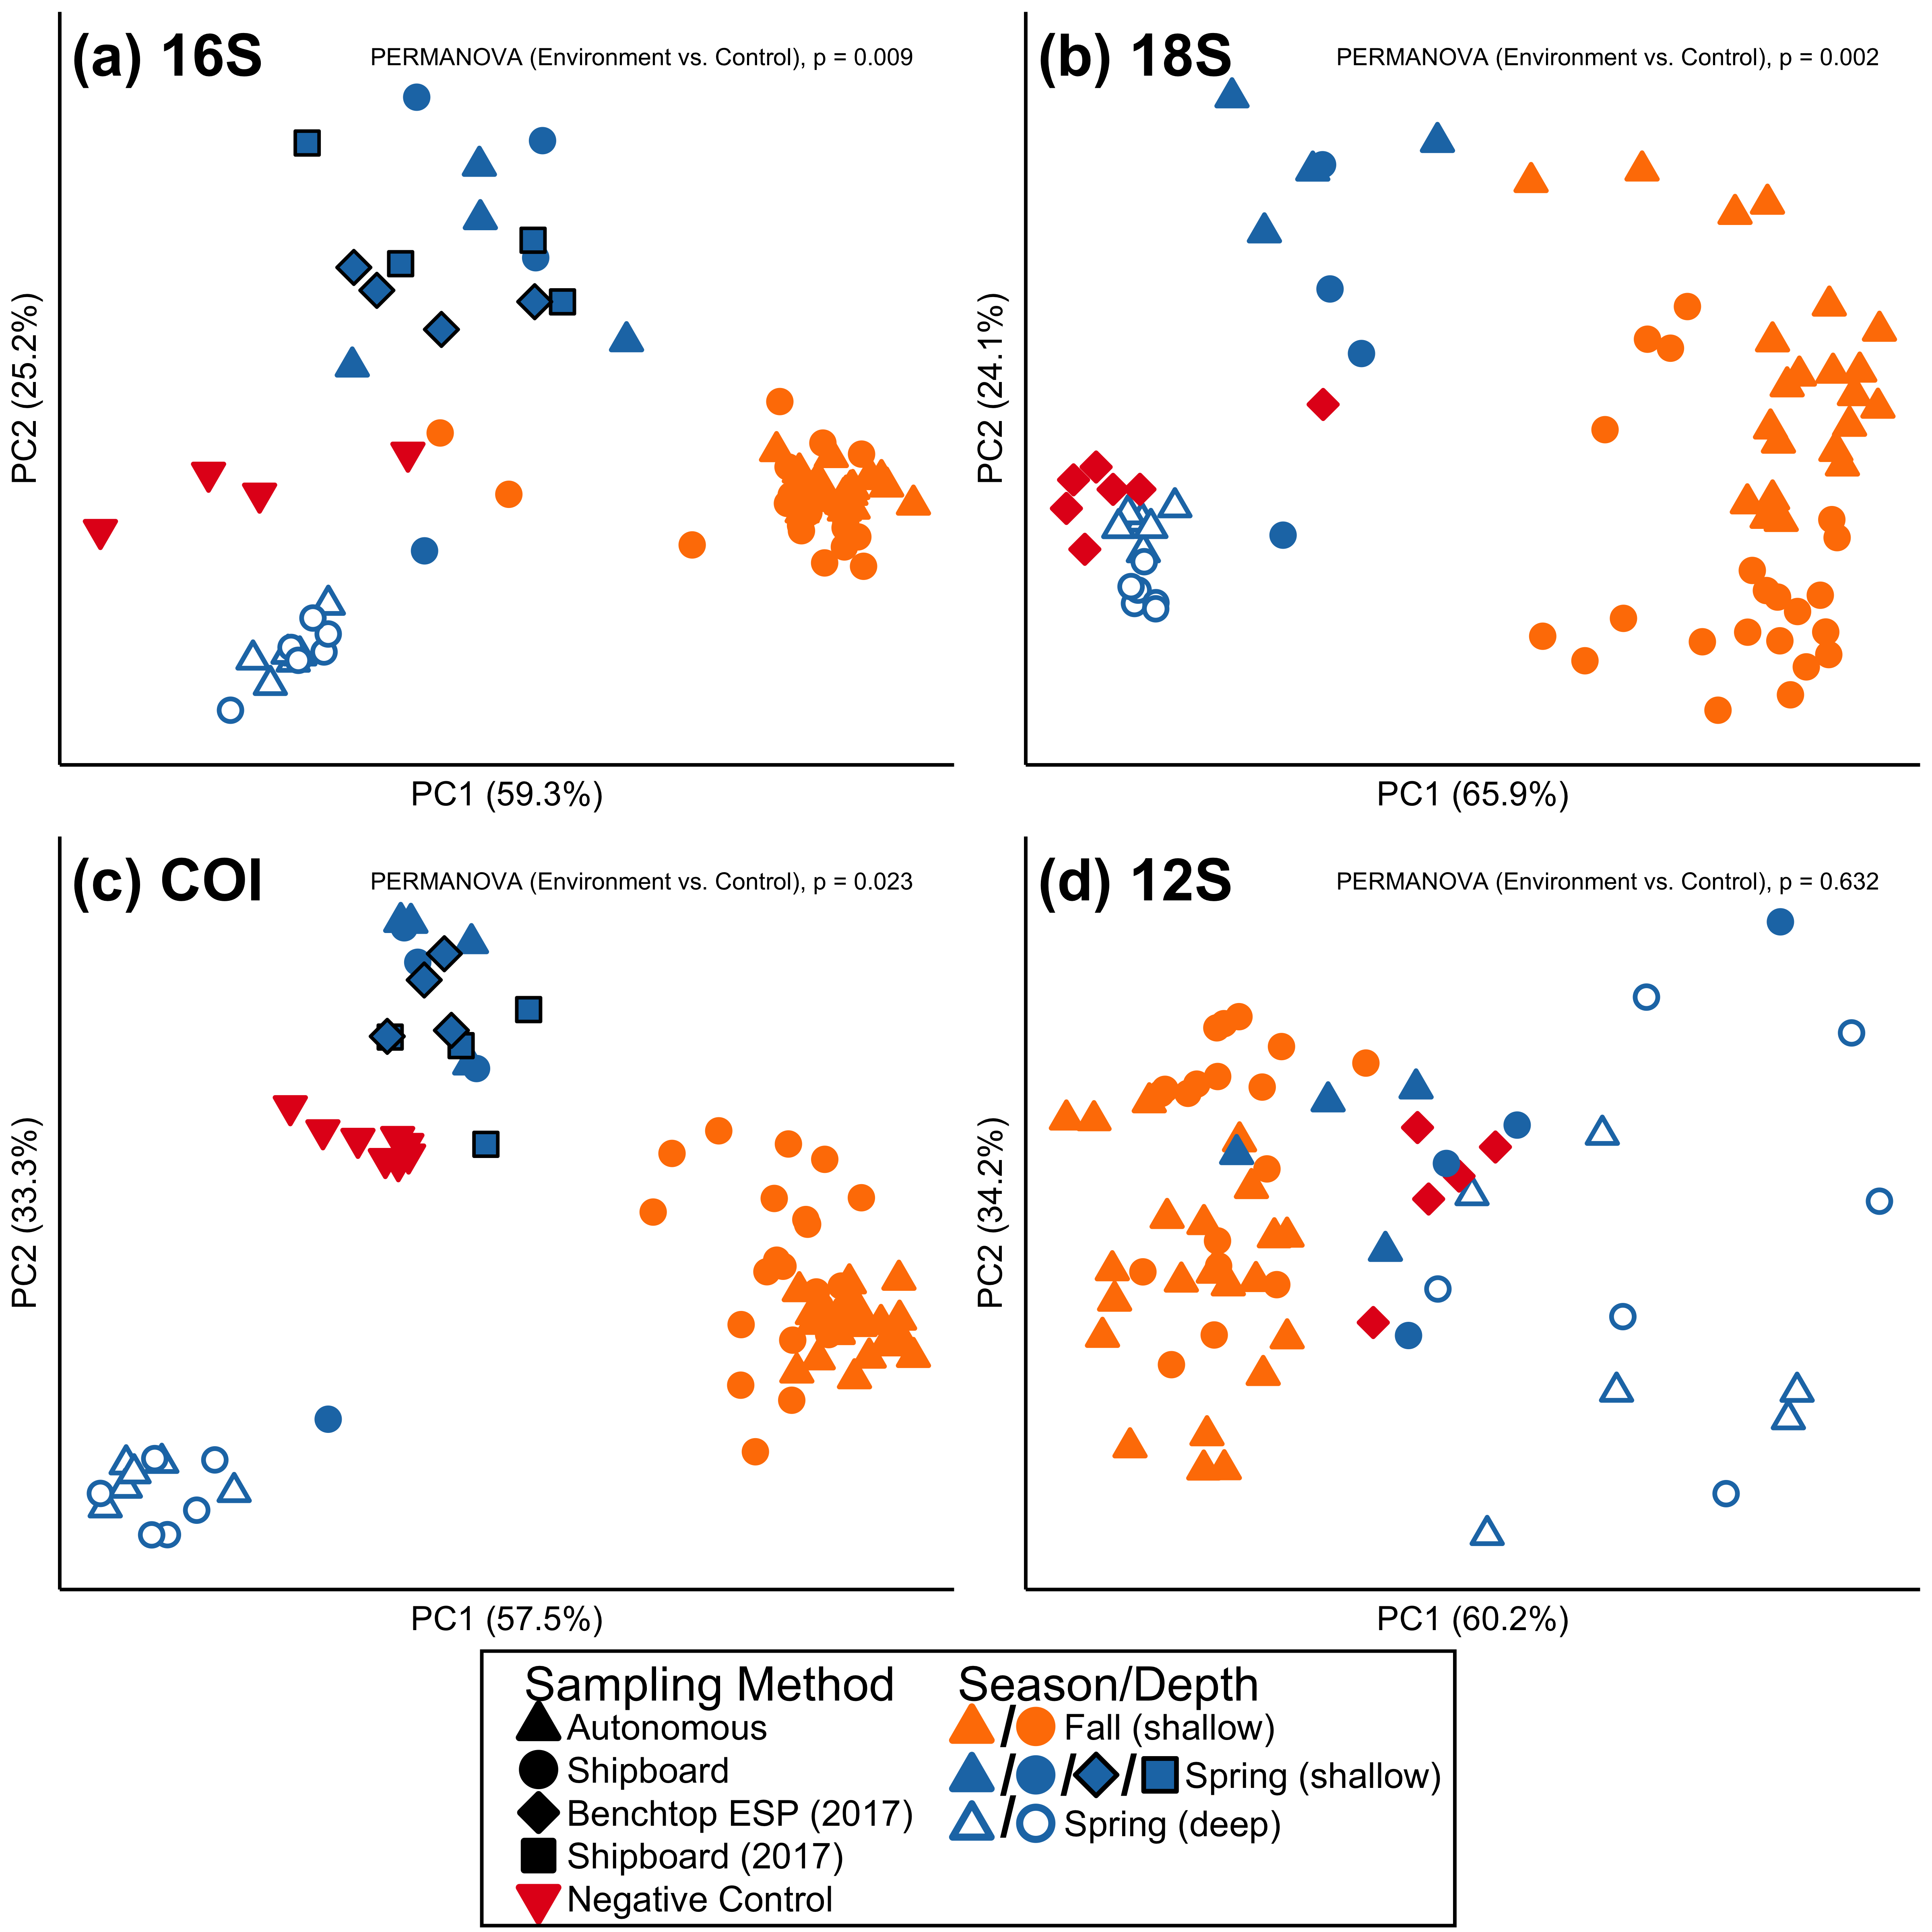 (a) 16S
PERMANOVA (Environment vs. Control), p = 0.009
PC2 (25.2%)
PC1 (59.3%)
(b) 18S
PERMANOVA (Environment vs. Control), p = 0.002
PC2 (24.1%)
PC1 (65.9%)
(c) COI
PERMANOVA (Environment vs. Control), p = 0.023
PC2 (33.3%)
PC1 (57.5%)
(d) 12S
PERMANOVA (Environment vs. Control), p = 0.632
PC2 (34.2%)
PC1 (60.2%)
Sampling Method
Autonomous
Shipboard
Benchtop ESP (2017)
Shipboard (2017)
Negative Control
Season/Depth
/ Fall (shallow)
/ / / Spring (shallow)
/ Spring (deep)